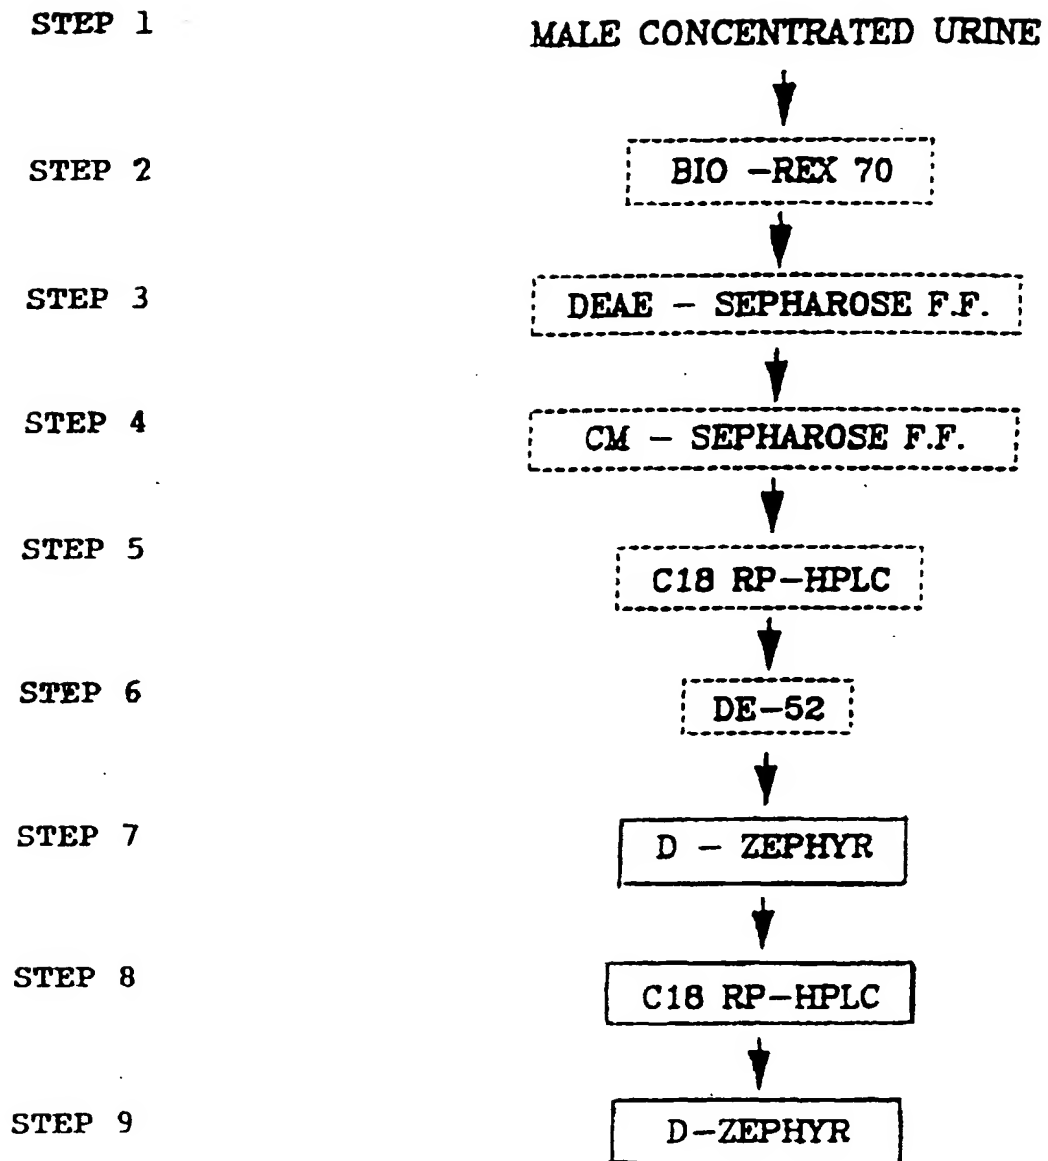 STEP 1 MALE CONCENTRATED URINE
STEP 2 BIO -REX 70
STEP 3 DEAE - SEPHAROSE F.F.
STEP 4 CM - SEPHAROSE F.F.
STEP 5 C18 RP-HPLC
STEP 6 DE-52
STEP 7 D - ZEPHYR
STEP 8 C18 RP-HPLC
STEP 9 D-ZEPHYR